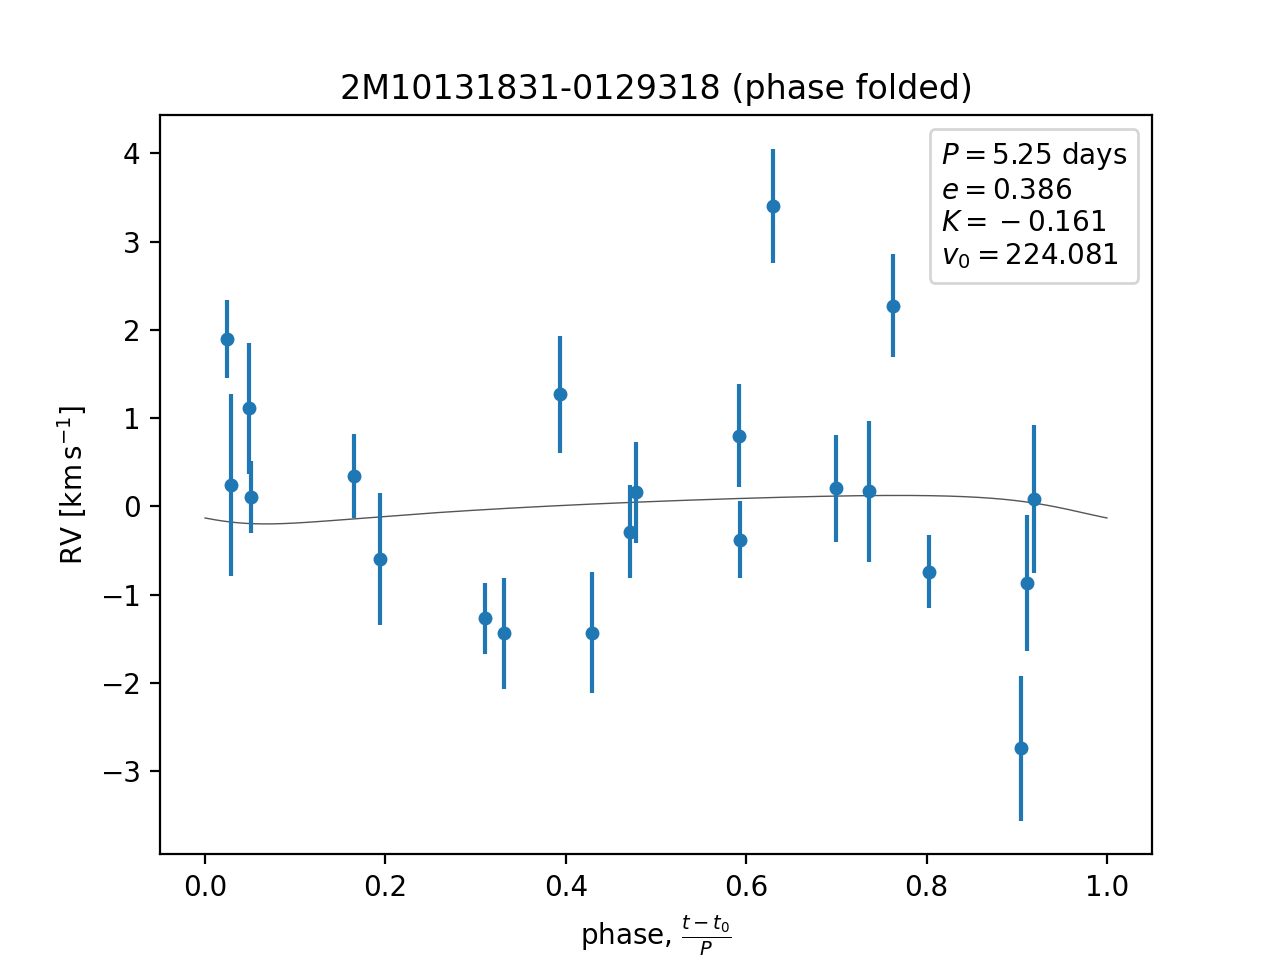 2M10131831-0129318 (phase folded)
P = 5.25 days
e = 0.386
K = −0.161
v₀ = 224.081
RV [km s⁻¹]
4
3
2
1
0
−1
−2
−3
0.0 0.2 0.4 0.6 0.8 1.0
phase, (t − t₀)/P